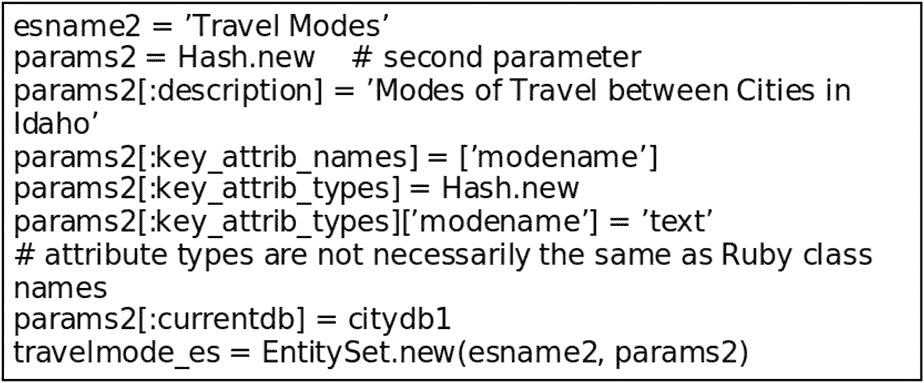 esname2 = ’Travel Modes’
params2 = Hash.new    # second parameter
params2[:description] = ’Modes of Travel between Cities in
Idaho’
params2[:key_attrib_names] = [’modename’]
params2[:key_attrib_types] = Hash.new
params2[:key_attrib_types][’modename’] = ’text’
# attribute types are not necessarily the same as Ruby class
names
params2[:currentdb] = citydb1
travelmode_es = EntitySet.new(esname2, params2)